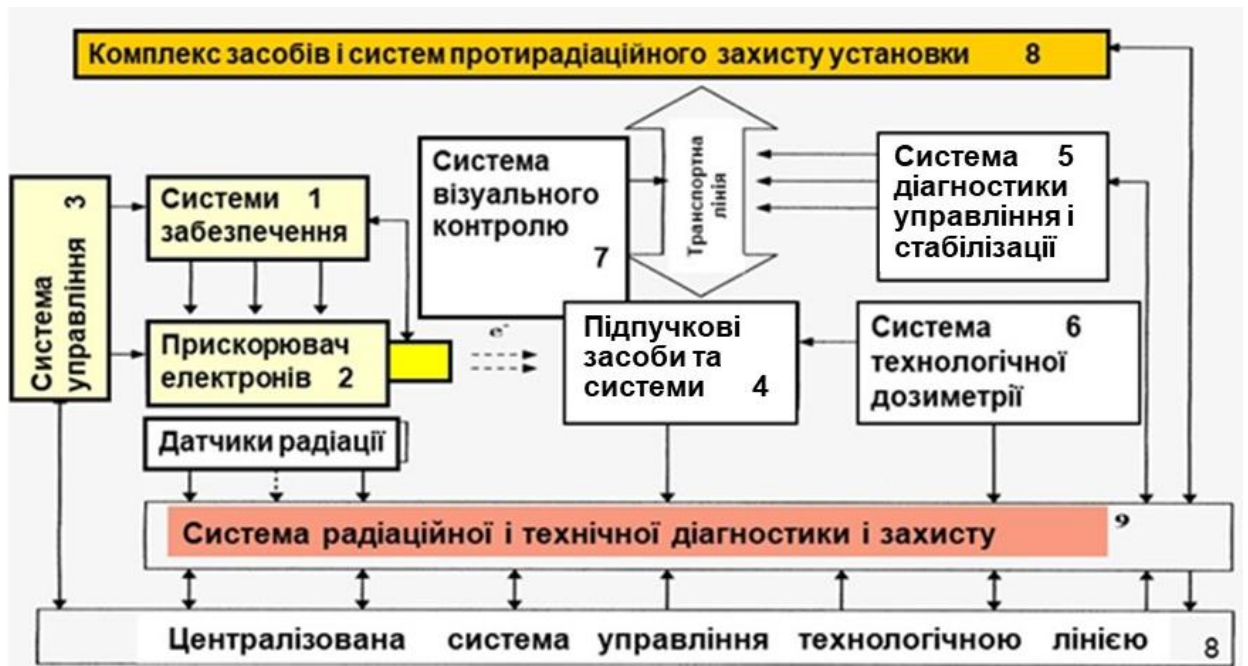 Комплекс засобів і систем протирадіаційного захисту установки 8
Система
управління 3
Системи 1
забезпечення
Прискорювач
електронів 2
Датчики радіації
Система
візуального
контролю
7
Транспортна
лінія
e-
Підпучкові
засоби та
системи 4
Система 5
діагностики
управління і
стабілізації
Система 6
технологічної
дозиметрії
Система радіаційної і технічної діагностики і захисту 9
Централізована система управління технологічною лінією 8